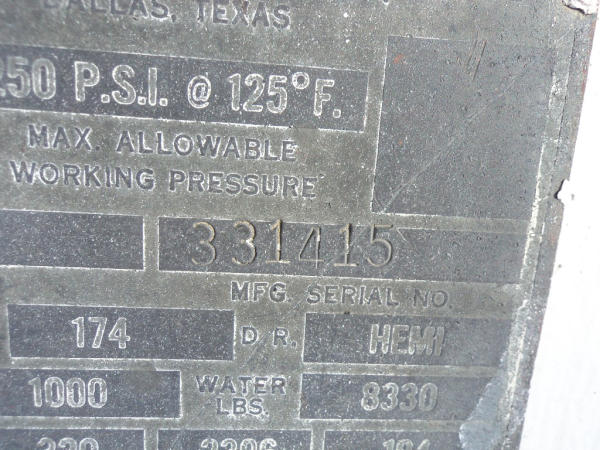 DALLAS, TEXAS
250 P.S.I. @ 125°F.
MAX. ALLOWABLE
WORKING PRESSURE
331415
MFG. SERIAL NO.
174 D R. HEMI
1000 WATER LBS. 8330